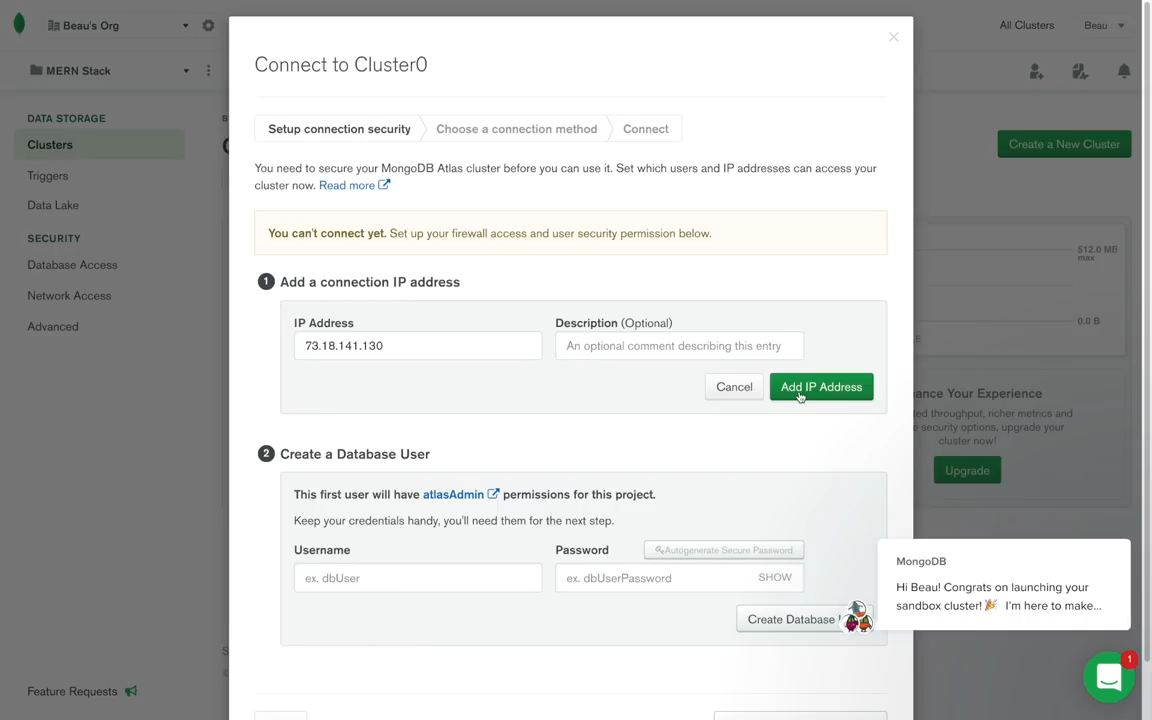 Beau's Org
All Clusters
Beau
MERN Stack
DATA STORAGE
Clusters
Triggers
Data Lake
SECURITY
Database Access
Network Access
Advanced
Feature Requests
Create a New Cluster
512.0 MB
max
0.0 B
ance Your Experience
ed throughput, richer metrics and
security options, upgrade your
cluster now!
Upgrade
Connect to Cluster0
Setup connection security
Choose a connection method
Connect
You need to secure your MongoDB Atlas cluster before you can use it. Set which users and IP addresses can access your
cluster now. Read more
You can't connect yet. Set up your firewall access and user security permission below.
1 Add a connection IP address
IP Address
Description (Optional)
73.18.141.130
An optional comment describing this entry
Cancel
Add IP Address
2 Create a Database User
This first user will have atlasAdmin permissions for this project.
Keep your credentials handy, you'll need them for the next step.
Username
Password
Autogenerate Secure Password
ex. dbUser
ex. dbUserPassword
SHOW
Create Database
MongoDB
Hi Beau! Congrats on launching your
sandbox cluster! 🎉 I'm here to make...
1